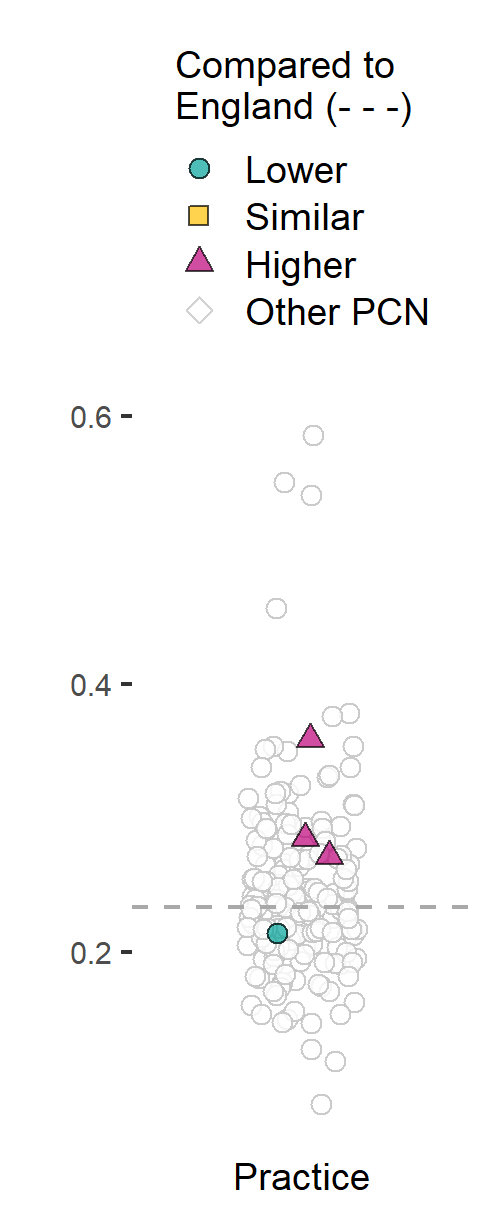 Compared to
England (- - -)
Lower
Similar
Higher
Other PCN
0.6
0.4
0.2
Practice